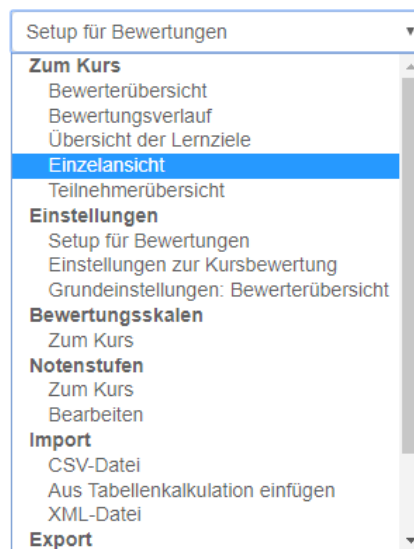 Setup für Bewertungen
Zum Kurs
Bewerterübersicht
Bewertungsverlauf
Übersicht der Lernziele
Einzelansicht
Teilnehmerübersicht
Einstellungen
Setup für Bewertungen
Einstellungen zur Kursbewertung
Grundeinstellungen: Bewerterübersicht
Bewertungsskalen
Zum Kurs
Notenstufen
Zum Kurs
Bearbeiten
Import
CSV-Datei
Aus Tabellenkalkulation einfügen
XML-Datei
Export